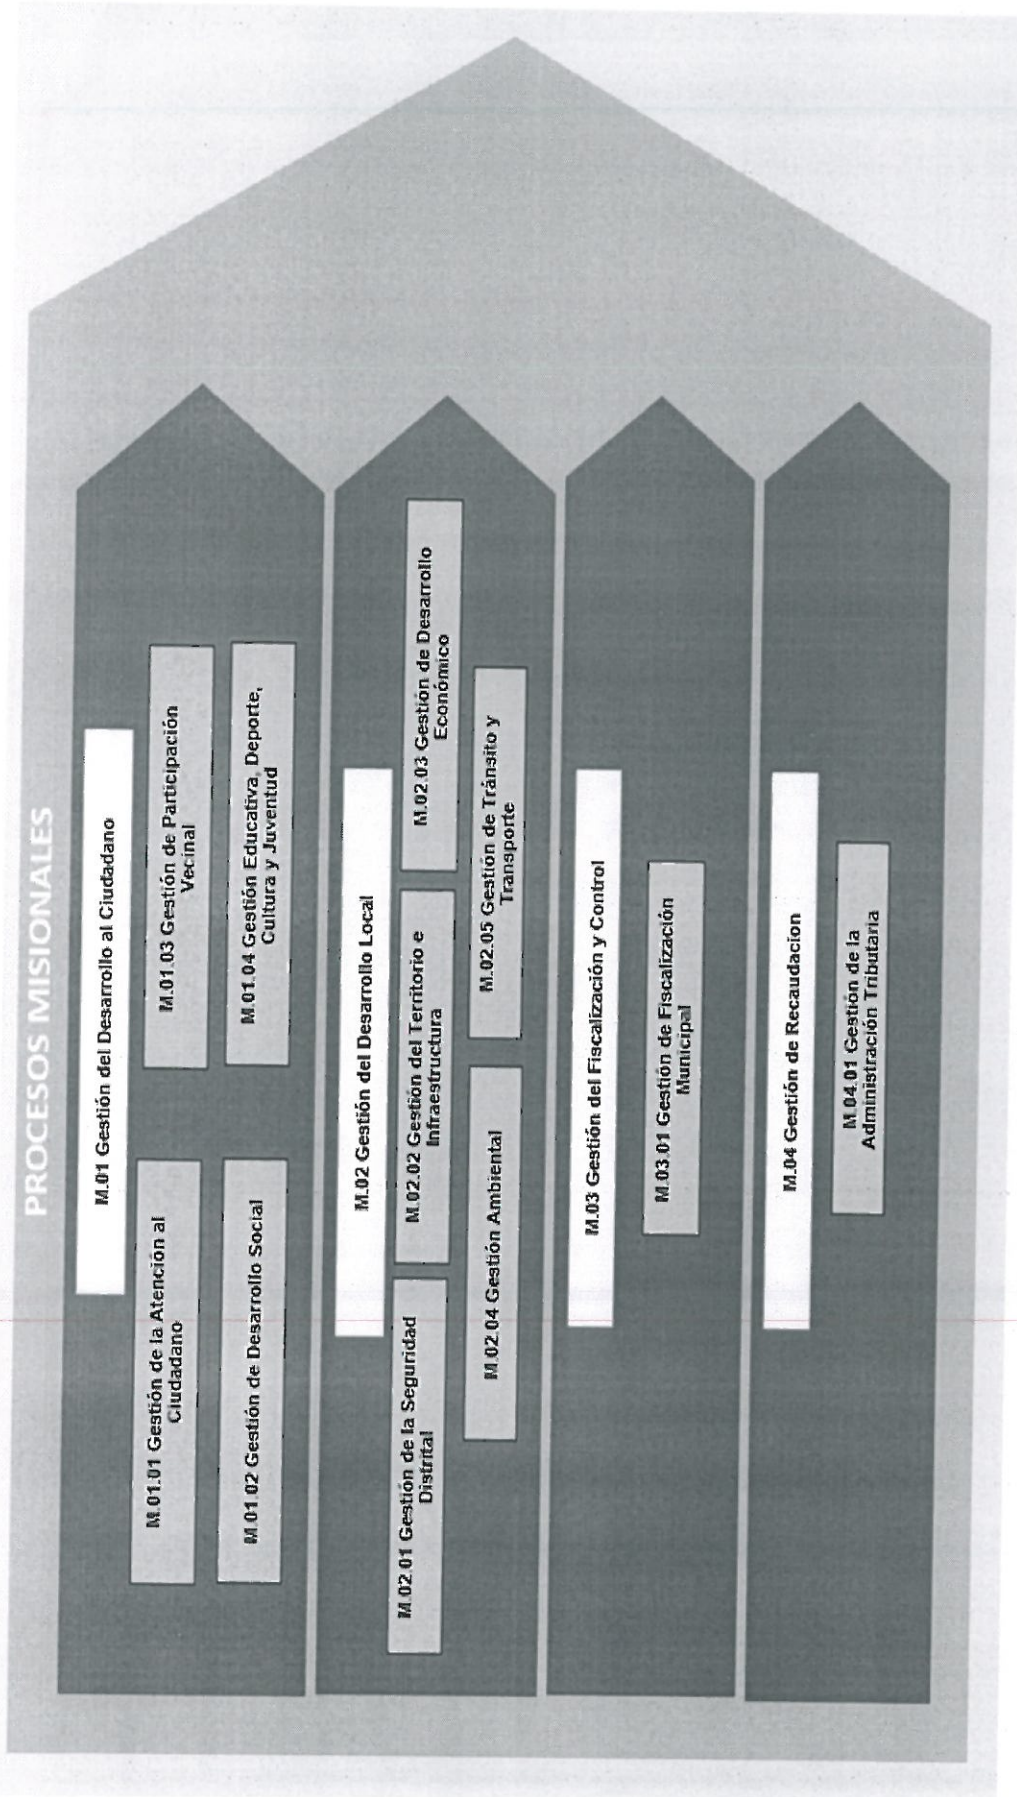 PROCESOS MISIONALES
M.01 Gestión del Desarrollo al Ciudadano
M.01.01 Gestión de la Atención al
Ciudadano
M.01.03 Gestión de Participación
Vecinal
M.01.02 Gestión de Desarrollo Social
M.01.04 Gestión Educativa, Deporte,
Cultura y Juventud
M.02 Gestión del Desarrollo Local
M.02.01 Gestión de la Seguridad
Distrital
M.02.02 Gestión del Territorio e
Infraestructura
M.02.03 Gestión de Desarrollo
Económico
M.02.04 Gestión Ambiental
M.02.05 Gestión de Tránsito y
Transporte
M.03 Gestión del Fiscalización y Control
M.03.01 Gestión de Fiscalización
Municipal
M.04 Gestión de Recaudacion
M.04.01 Gestión de la
Administración Tributaria